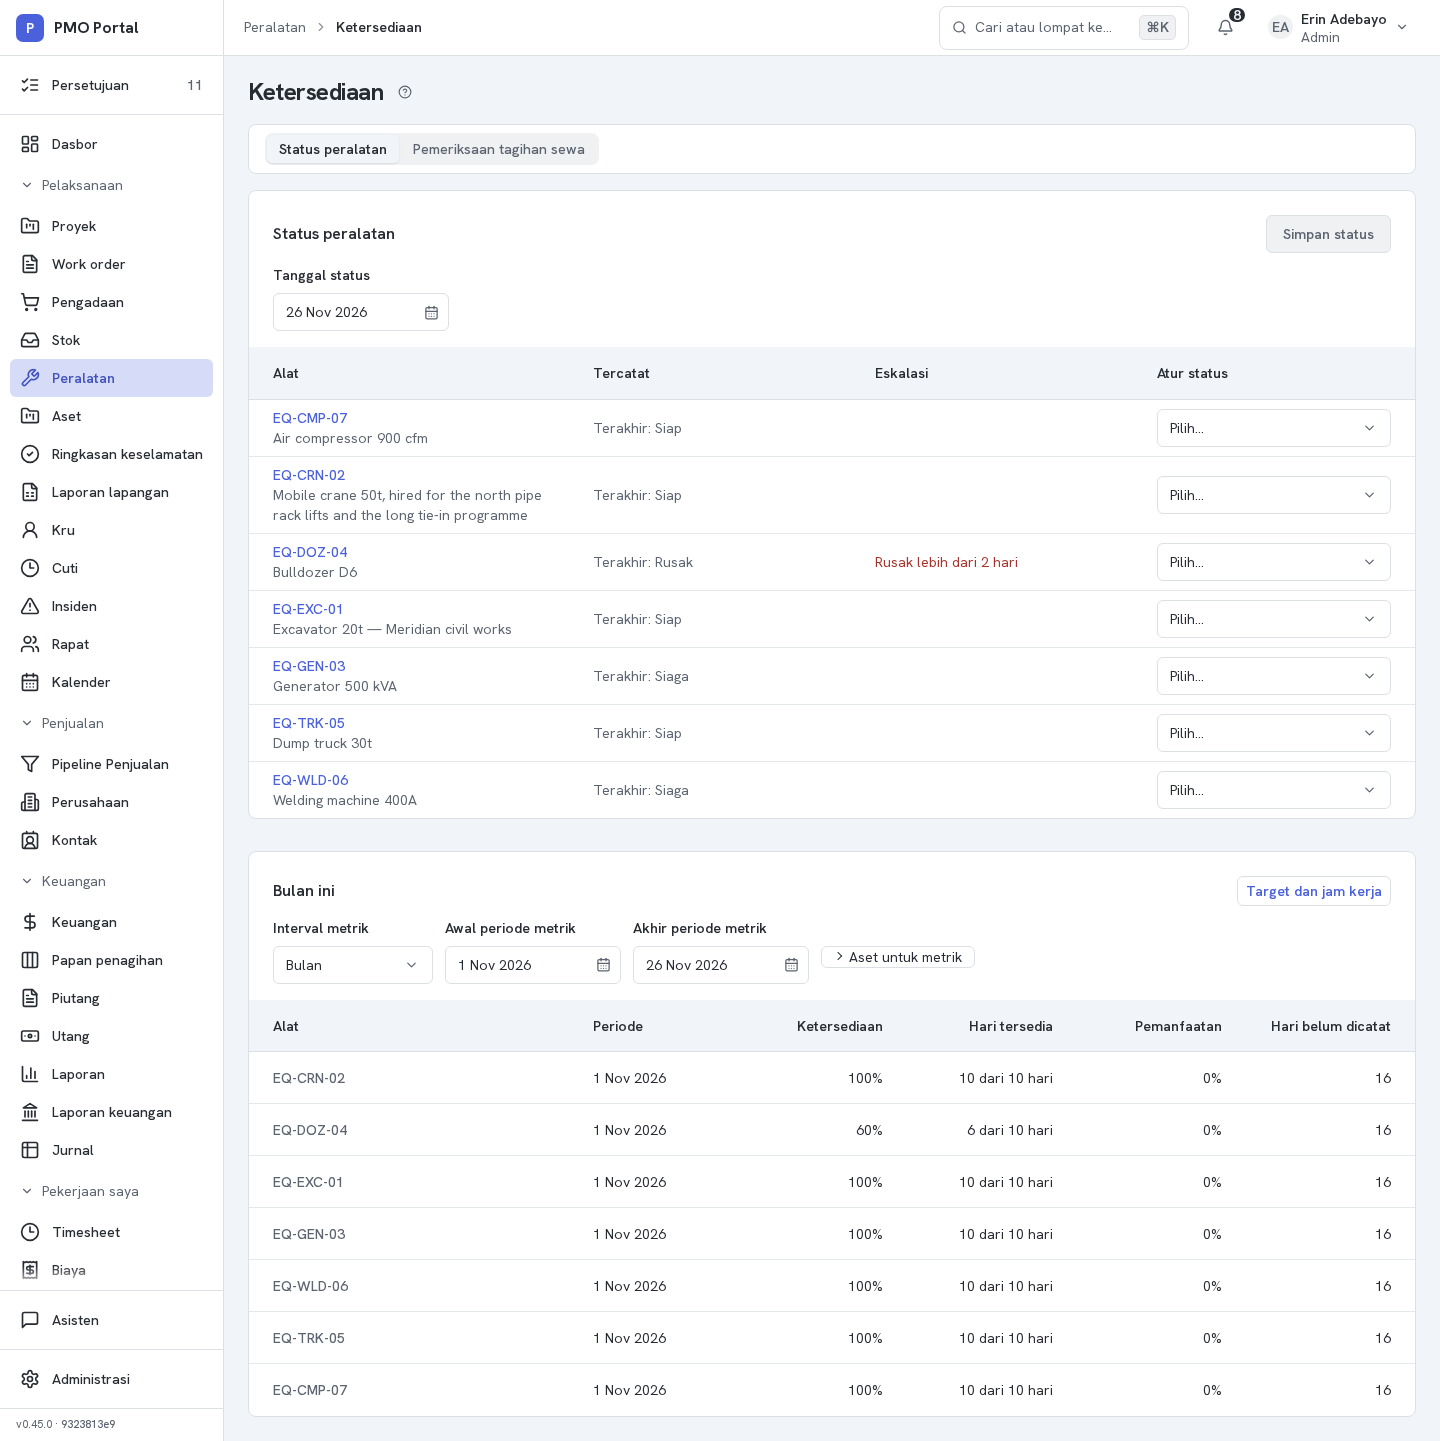 P PMO Portal
Peralatan > Ketersediaan
Cari atau lompat ke... ⌘K
8
EA Erin Adebayo
Admin
Persetujuan 11
Dasbor
Pelaksanaan
Proyek
Work order
Pengadaan
Stok
Peralatan
Aset
Ringkasan keselamatan
Laporan lapangan
Kru
Cuti
Insiden
Rapat
Kalender
Penjualan
Pipeline Penjualan
Perusahaan
Kontak
Keuangan
Keuangan
Papan penagihan
Piutang
Utang
Laporan
Laporan keuangan
Jurnal
Pekerjaan saya
Timesheet
Biaya
Asisten
Administrasi
v0.45.0 · 9323813e9
Ketersediaan
Status peralatan Pemeriksaan tagihan sewa
Status peralatan Simpan status
Tanggal status
26 Nov 2026
Alat Tercatat Eskalasi Atur status
EQ-CMP-07
Air compressor 900 cfm
Terakhir: Siap Pilih...
EQ-CRN-02
Mobile crane 50t, hired for the north pipe
rack lifts and the long tie-in programme
Terakhir: Siap Pilih...
EQ-DOZ-04
Bulldozer D6
Terakhir: Rusak Rusak lebih dari 2 hari Pilih...
EQ-EXC-01
Excavator 20t — Meridian civil works
Terakhir: Siap Pilih...
EQ-GEN-03
Generator 500 kVA
Terakhir: Siaga Pilih...
EQ-TRK-05
Dump truck 30t
Terakhir: Siap Pilih...
EQ-WLD-06
Welding machine 400A
Terakhir: Siaga Pilih...
Bulan ini Target dan jam kerja
Interval metrik Awal periode metrik Akhir periode metrik
Bulan 1 Nov 2026 26 Nov 2026 > Aset untuk metrik
Alat Periode Ketersediaan Hari tersedia Pemanfaatan Hari belum dicatat
EQ-CRN-02 1 Nov 2026 100% 10 dari 10 hari 0% 16
EQ-DOZ-04 1 Nov 2026 60% 6 dari 10 hari 0% 16
EQ-EXC-01 1 Nov 2026 100% 10 dari 10 hari 0% 16
EQ-GEN-03 1 Nov 2026 100% 10 dari 10 hari 0% 16
EQ-WLD-06 1 Nov 2026 100% 10 dari 10 hari 0% 16
EQ-TRK-05 1 Nov 2026 100% 10 dari 10 hari 0% 16
EQ-CMP-07 1 Nov 2026 100% 10 dari 10 hari 0% 16